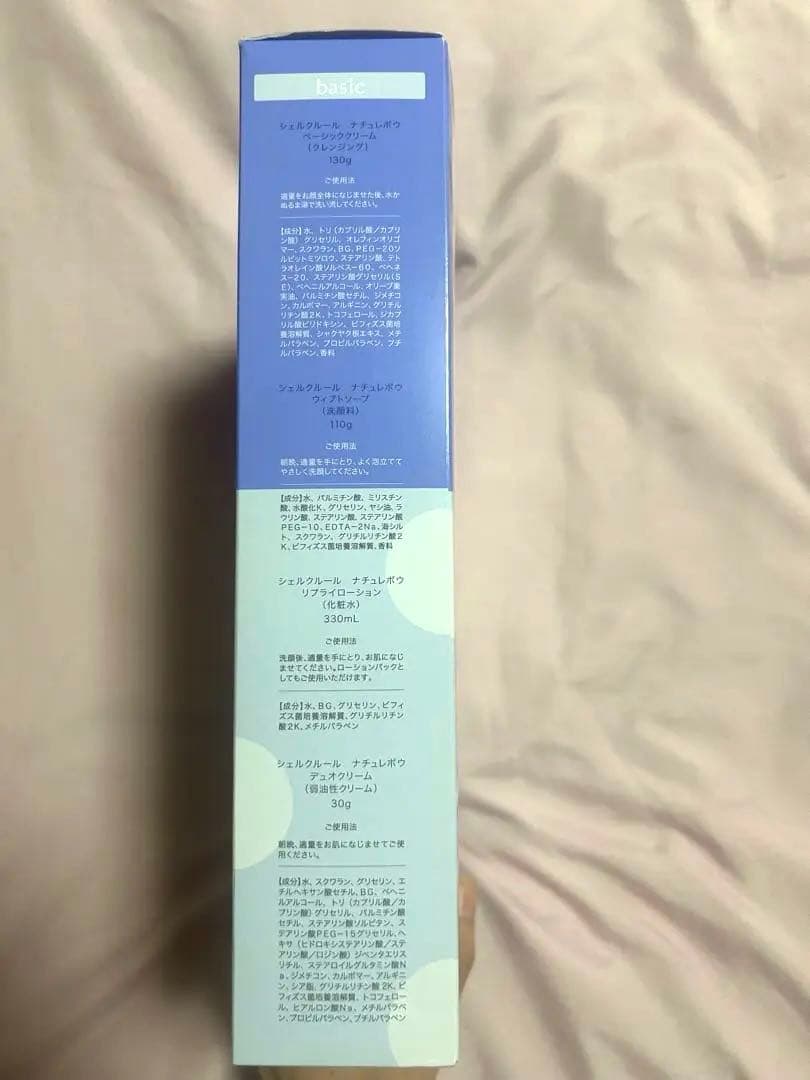 basic
シェルクルール ナチュレボウ
ベーシッククリーム
(クレンジング)
130g
ご使用法
適量をお顔全体になじませた後、水か
ぬるま湯で洗い流してください。
【成分】水、トリ(カプリル酸/カプリ
ン酸)グリセリル、オレフィンオリゴ
マー、スクワラン、BG、PEG-20ソ
ルビットミツロウ、ステアリン酸、テト
ラオレイン酸ソルベス-60、ベヘネ
ス-20、ステアリン酸グリセリル(S
E)、ベヘニルアルコール、オリーブ果
実油、パルミチン酸セチル、ジメチコ
ン、カルボマー、アルギニン、グリチル
リチン酸2K、トコフェロール、ジカプ
リル酸ピリドキシン、ビフィズス菌培
養溶解質、シャクヤク根エキス、メチ
ルパラベン、プロピルパラベン、ブチ
ルパラベン、香料
シェルクルール ナチュレボウ
ウィプトソープ
(洗顔料)
110g
ご使用法
朝晩、適量を手にとり、よく泡立てて
やさしく洗顔してください。
【成分】水、パルミチン酸、ミリスチン
酸、水酸化K、グリセリン、ヤシ油、ラ
ウリン酸、ステアリン酸、ステアリン酸
PEG-10、EDTA-2Na、海シル
ト、スクワラン、グリチルリチン酸2
K、ビフィズス菌培養溶解質、香料
シェルクルール ナチュレボウ
リプライローション
(化粧水)
330mL
ご使用法
洗顔後、適量を手にとり、お肌になじ
ませてください。ローションパックと
してもご使用いただけます。
【成分】水、BG、グリセリン、ビフィ
ズス菌培養溶解質、グリチルリチン
酸2K、メチルパラベン
シェルクルール ナチュレボウ
デュオクリーム
(弱油性クリーム)
30g
ご使用法
朝晩、適量をお肌になじませてご使
用ください。
【成分】水、スクワラン、グリセリン、エ
チルヘキサン酸セチル、BG、ベヘニ
ルアルコール、トリ(カプリル酸/カ
プリン酸)グリセリル、パルミチン酸
セチル、ステアリン酸ソルビタン、ス
テアリン酸PEG-15グリセリル、ヘ
キサ(ヒドロキシステアリン酸/ステ
アリン酸/ロジン酸)ジペンタエリス
リチル、ステアロイルグルタミン酸N
a、ジメチコン、カルボマー、アルギニ
ン、シア脂、グリチルリチン酸2K、ビ
フィズス菌培養溶解質、トコフェロー
ル、ヒアルロン酸Na、メチルパラベ
ン、プロピルパラベン、ブチルパラベン